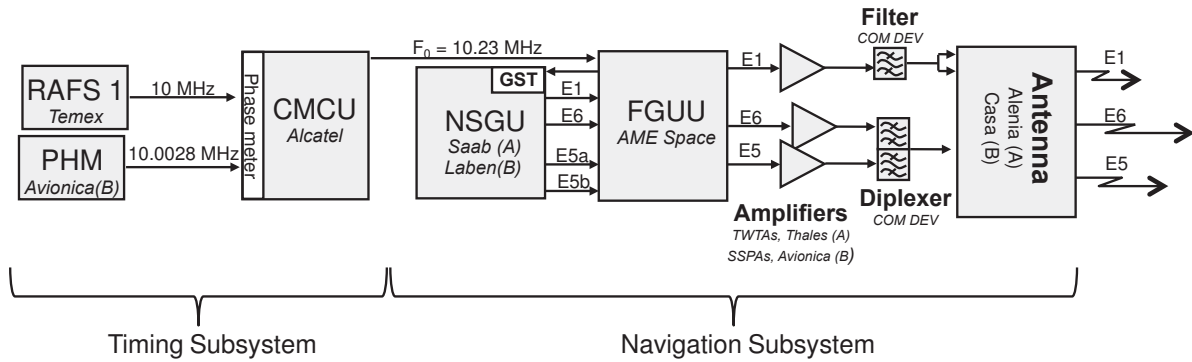 RAFS 1
Temex
10 MHz
PHM
Avionica(B)
10.0028 MHz
Phase meter
CMCU
Alcatel
F0 = 10.23 MHz
GST
NSGU
Saab (A)
Laben(B)
E1
E6
E5a
E5b
FGUU
AME Space
E1
E6
E5
Filter
COM DEV
Amplifiers
TWTAs, Thales (A)
SSPAs, Avionica (B)
Diplexer
COM DEV
Antenna
Alenia (A)
Casa (B)
E1
E6
E5
Timing Subsystem
Navigation Subsystem